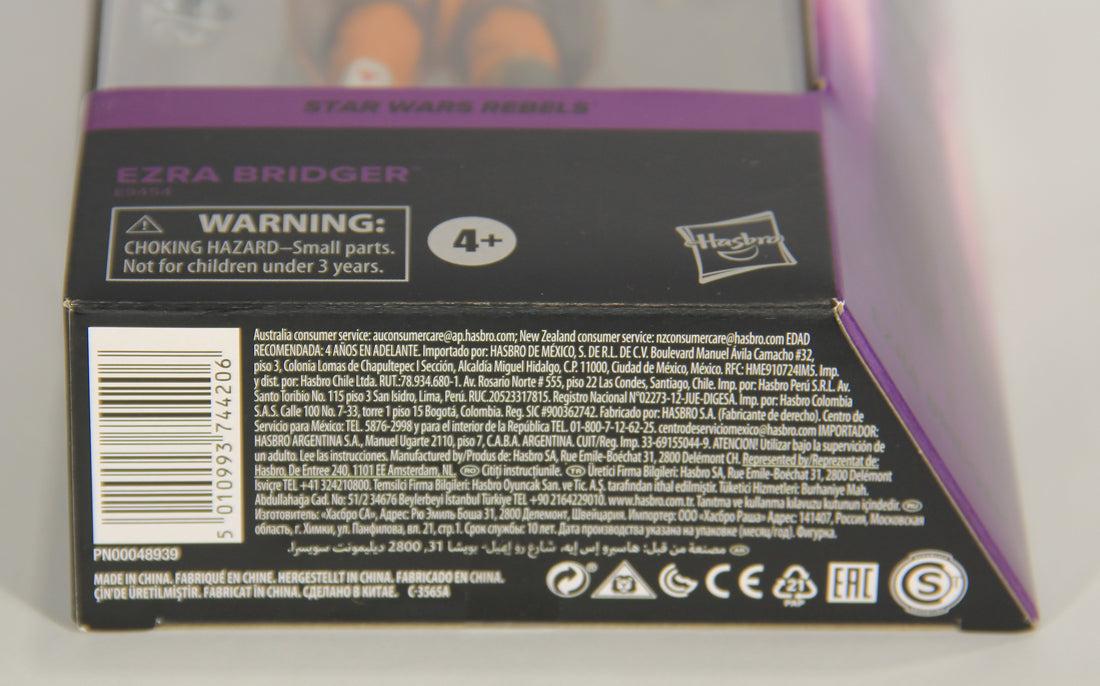 STAR WARS REBELS
EZRA BRIDGER™
E9454
WARNING:
CHOKING HAZARD—Small parts.
Not for children under 3 years.
4+
Hasbro
Australia consumer service: auconsumercare@ap.hasbro.com; New Zealand consumer service: nzconsumercare@hasbro.com EDAD
RECOMENDADA: 4 AÑOS EN ADELANTE. Importado por: HASBRO DE MÉXICO, S. DE R.L. DE C.V. Boulevard Manuel Ávila Camacho #32,
piso 3, Colonia Lomas de Chapultepec I Sección, Alcaldía Miguel Hidalgo, C.P. 11000, Ciudad de México, México. RFC: HME910724IM5. Imp.
y dist. por: Hasbro Chile Ltda. RUT.:78.934.680-1. Av. Rosario Norte # 555, piso 22 Las Condes, Santiago, Chile. Imp. por: Hasbro Perú S.R.L. Av.
Santo Toribio No. 115 piso 3 San Isidro, Lima, Perú. RUC.20523317815. Registro Nacional N°02273-12-JUE-DIGESA. Imp. por: Hasbro Colombia
S.A.S. Calle 100 No. 7-33, torre 1 piso 15 Bogotá, Colombia. Reg. SIC #900362742. Fabricado por: HASBRO S.A. (Fabricante de derecho). Centro de
Servicio para México: TEL. 5876-2998 y para el interior de la República TEL. 01-800-7-12-62-25. centrodeserviciomexico@hasbro.com IMPORTADOR:
HASBRO ARGENTINA S.A., Manuel Ugarte 2110, piso 7, C.A.B.A. ARGENTINA. CUIT/Reg. Imp. 33-69155044-9. ATENCION! Utilizar bajo la supervición de
un adulto. Lee las instrucciones. Manufactured by/Produs de: Hasbro SA, Rue Emile-Boéchat 31, 2800 Delémont CH. Represented by/Reprezentat de:
Hasbro, De Entree 240, 1101 EE Amsterdam, NL. RO Citiți instrucțiunile. TR Üretici Firma Bilgileri: Hasbro SA, Rue Emile-Boéchat 31, 2800 Delémont
İsviçre TEL +41 324210800. Temsilci Firma Bilgileri: Hasbro Oyuncak San. ve Tic. A.Ş. tarafından ithal edilmiştir. Tüketici Hizmetleri: Burhaniye Mah.
Abdullahağa Cad. No: 51/2 34676 Beylerbeyi İstanbul Türkiye TEL +90 2164229010. www.hasbro.com.tr. Tanıtma ve kullanma kılavuzu kutunun içindedir. RU
Изготовитель: «Хасбро СА», Адрес: Рю Эмиль Боша 31, 2800 Делемонт, Швейцария. Импортер: ООО «Хасбро Раша» Адрес: 141407, Россия, Московская
область, г. Химки, ул. Панфилова, вл. 21, стр.1. Срок службы: 10 лет. Дата производства указана на упаковке (месяц/год). Фигурка.
AR مصنعة من قبل: هاسبرو إس إيه، شارع رو إميل- بويشا 31، 2800 ديليمونت سويسرا.
5 010993 744206
PN00048939
MADE IN CHINA. FABRIQUÉ EN CHINE. HERGESTELLT IN CHINA. FABRICADO EN CHINA.
ÇİN'DE ÜRETİLMİŞTİR. FABRICAT ÎN CHINA. СДЕЛАНО В КИТАЕ. C-3565A
CE
21
PAP
EAC
S